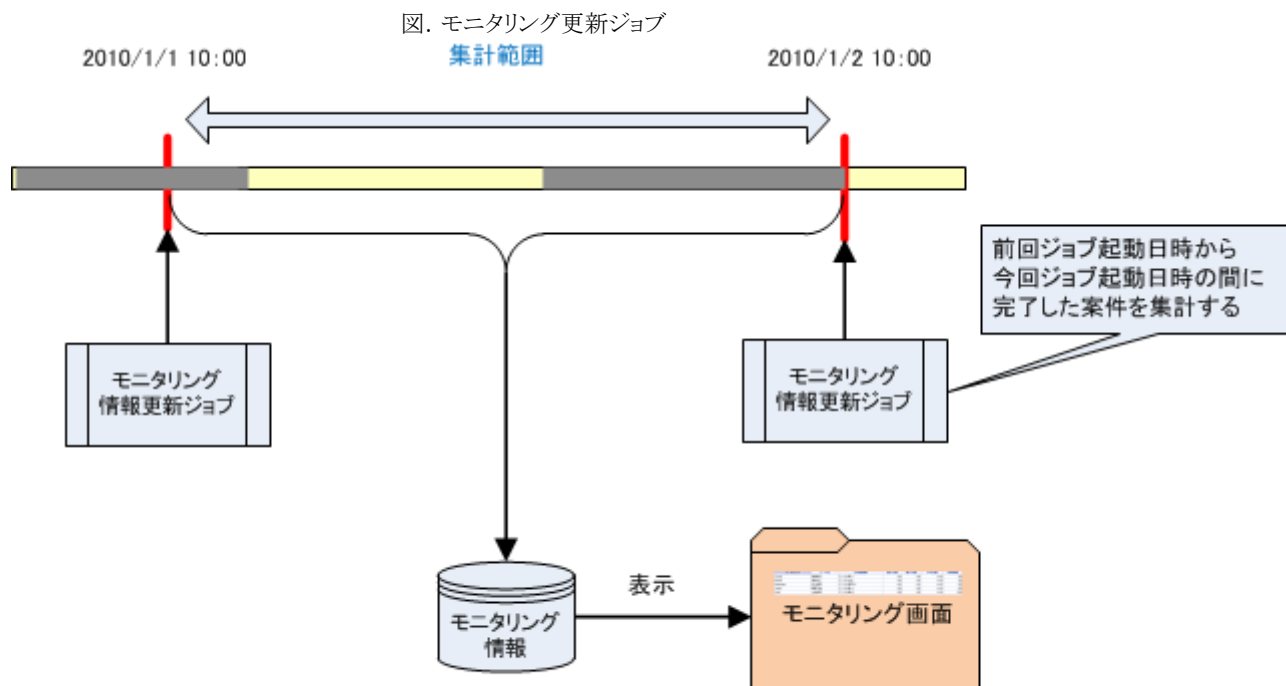 図. モニタリング更新ジョブ
2010/1/1 10:00
集計範囲
2010/1/2 10:00
前回ジョブ起動日時から
今回ジョブ起動日時の間に
完了した案件を集計する
モニタリング
情報更新ジョブ
モニタリング
情報更新ジョブ
モニタリング
情報
表示
モニタリング画面